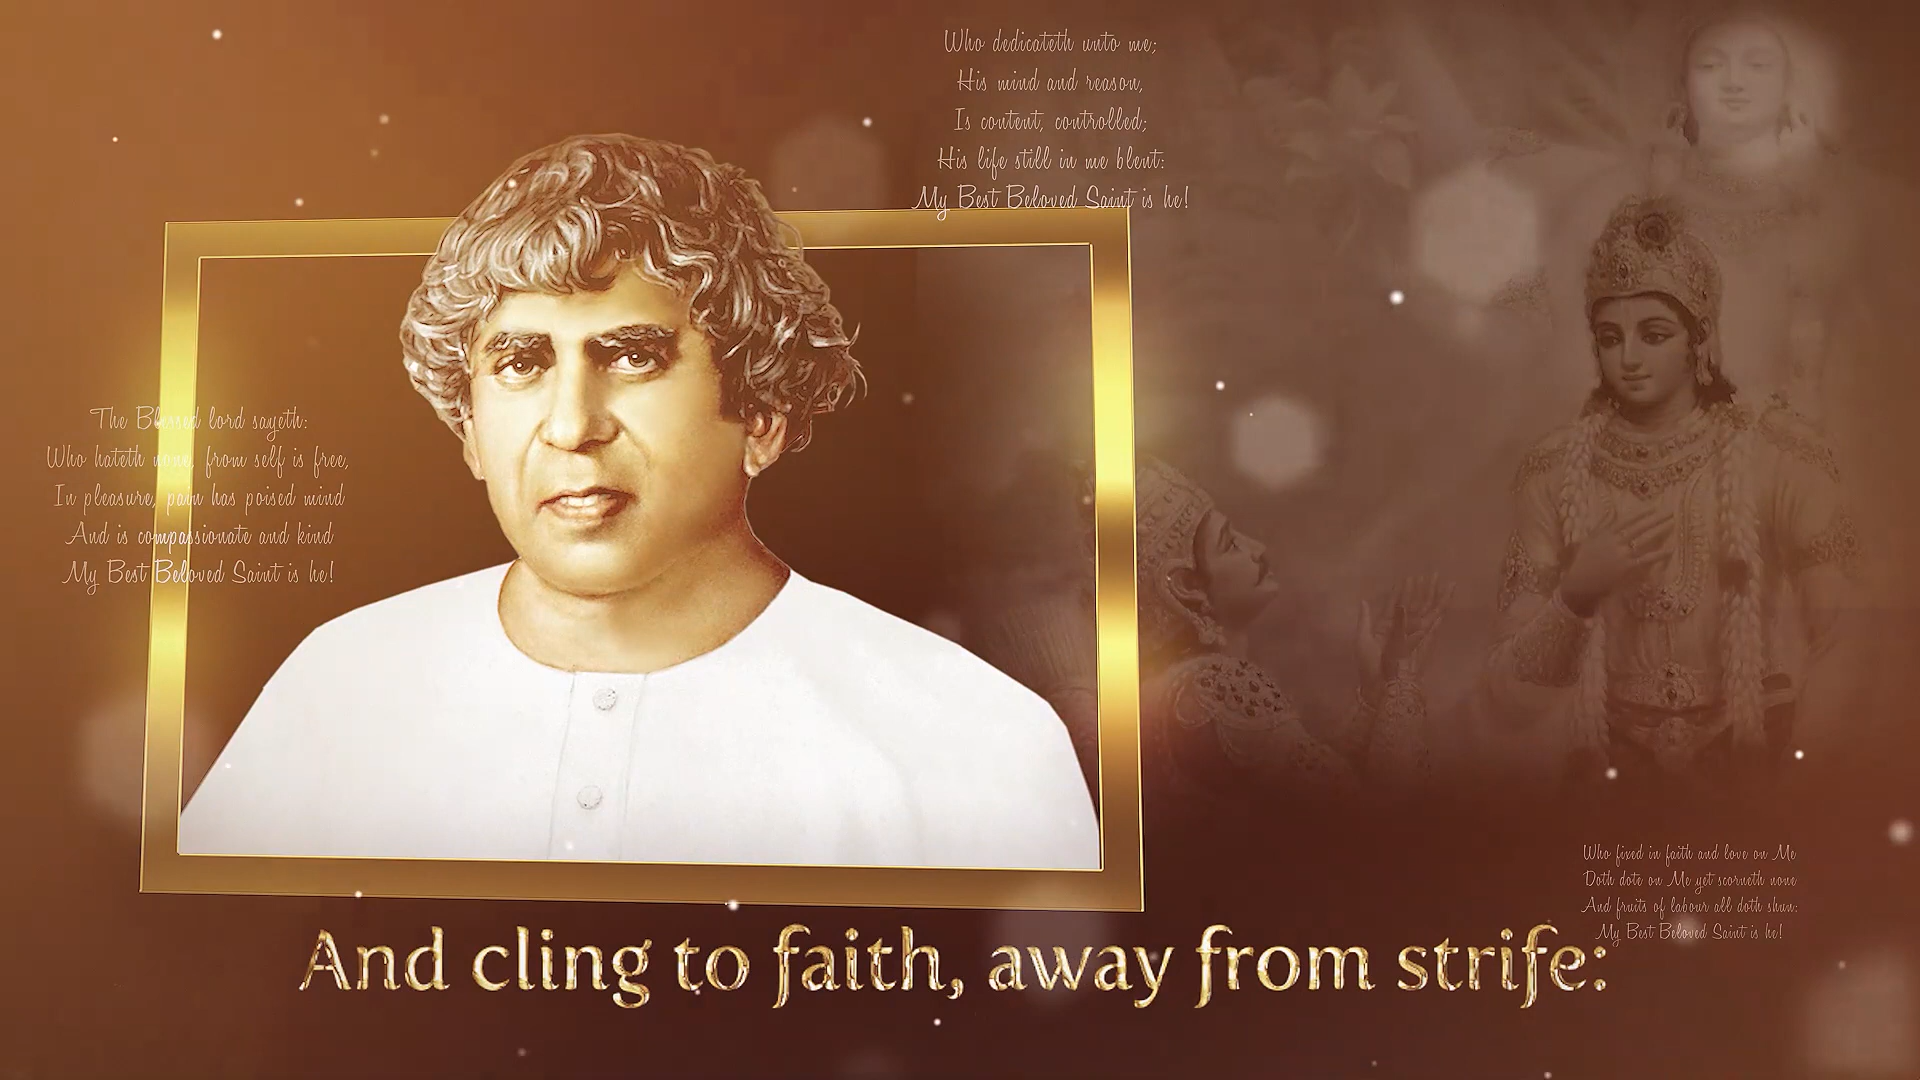 Who dedicateth unto me;
His mind and reason,
Is content, controlled;
His life still in me blent:
My Best Beloved Saint is he!
The Blessed lord sayeth:
Who hateth none, from self is free,
In pleasure, pain has poised mind
And is compassionate and kind
My Best Beloved Saint is he!
Who fixed in faith and love on Me
Doth dote on Me yet scorneth none
And fruits of labour all doth shun:
My Best Beloved Saint is he!
And cling to faith, away from strife: